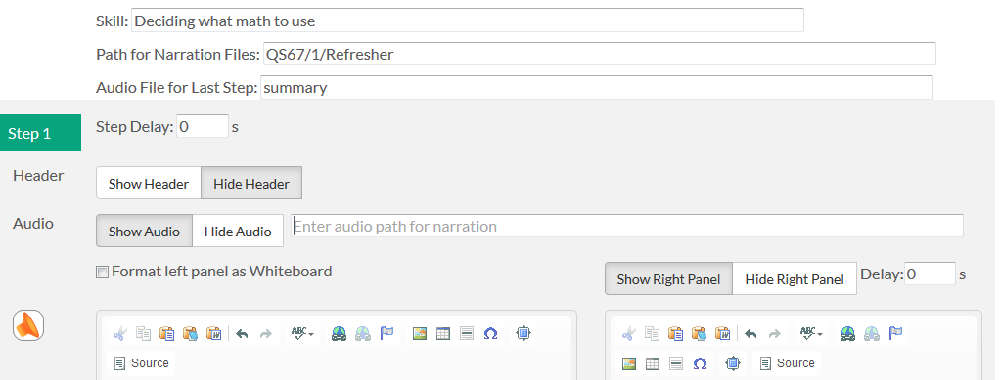 Skill: Deciding what math to use
Path for Narration Files: QS67/1/Refresher
Audio File for Last Step: summary
Step 1
Step Delay: 0 s
Header
Show Header Hide Header
Audio
Show Audio Hide Audio Enter audio path for narration
Format left panel as Whiteboard
Show Right Panel Hide Right Panel Delay: 0 s
ABC
ABC
Source
Source